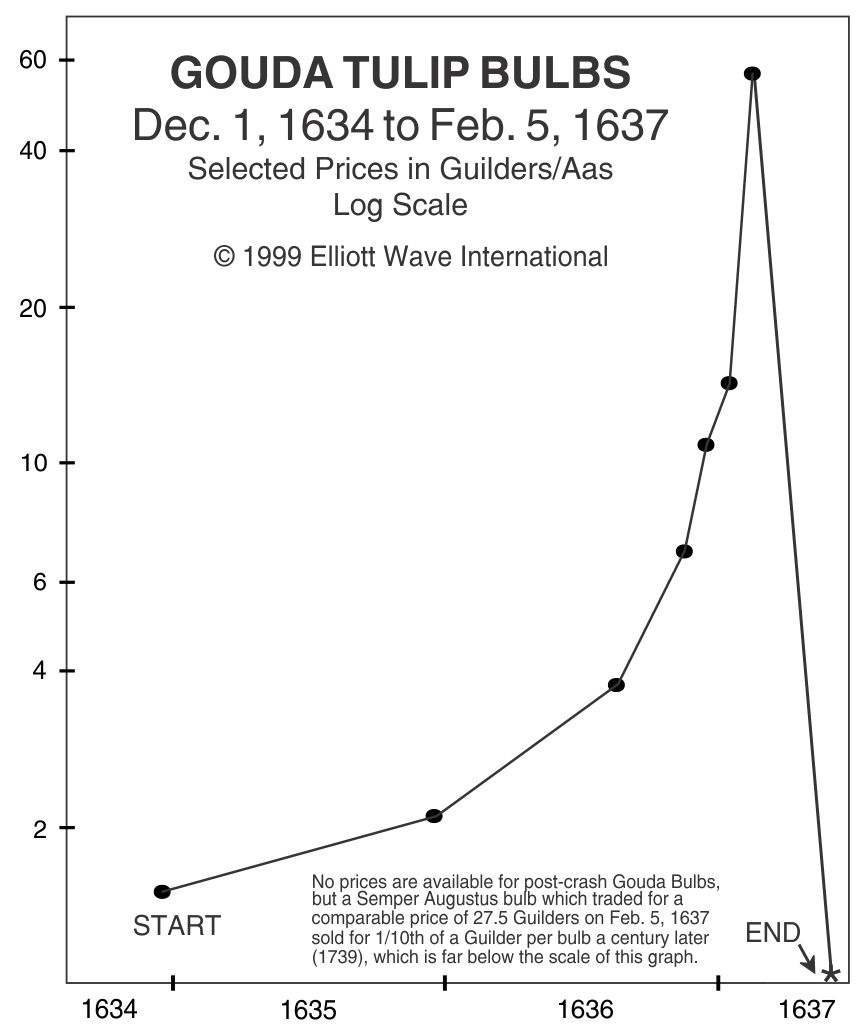 60
GOUDA TULIP BULBS
Dec. 1, 1634 to Feb. 5, 1637
40
Selected Prices in Guilders/Aas
Log Scale
© 1999 Elliott Wave International
20
10
6
4
2
No prices are available for post-crash Gouda Bulbs,
but a Semper Augustus bulb which traded for a
comparable price of 27.5 Guilders on Feb. 5, 1637
sold for 1/10th of a Guilder per bulb a century later
(1739), which is far below the scale of this graph.
START
END
1634 1635 1636 1637